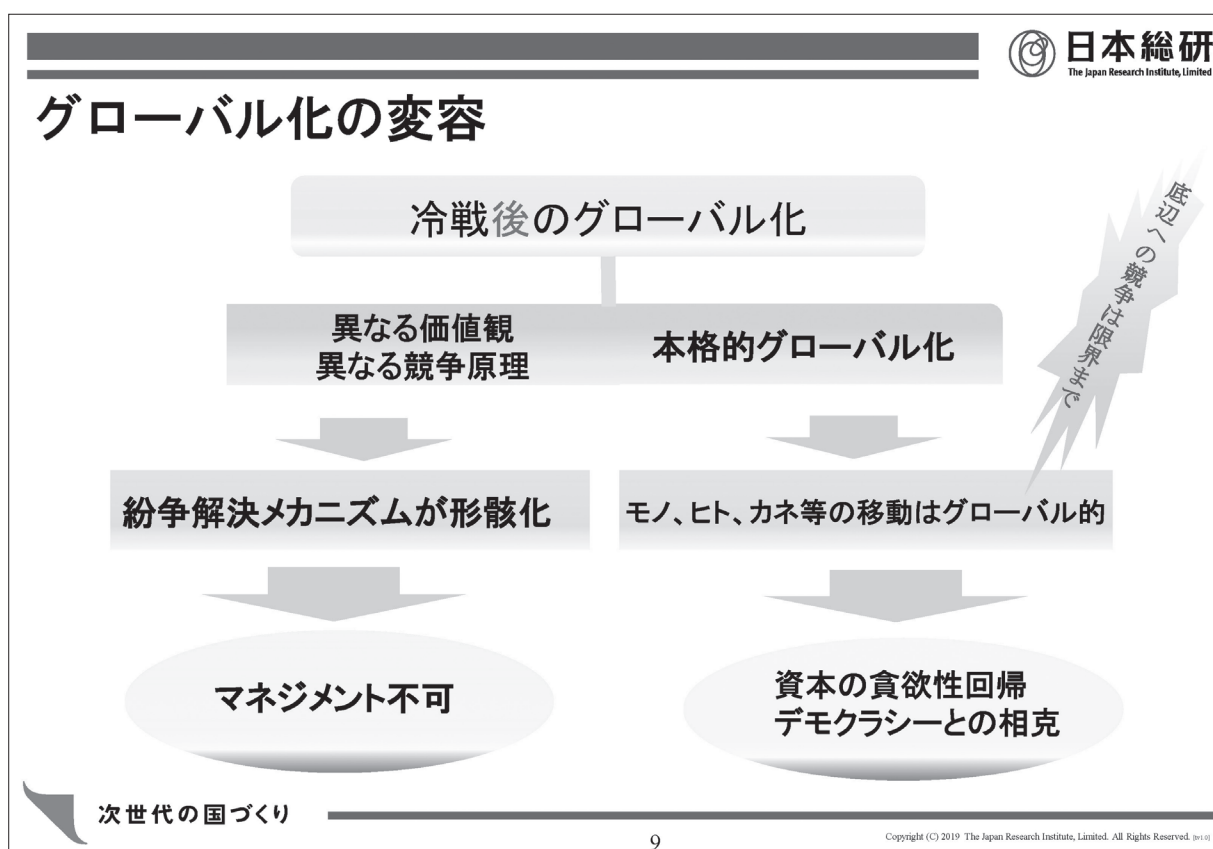 日本総研
The Japan Research Institute, Limited
グローバル化の変容
冷戦後のグローバル化
底辺への競争は限界まで
異なる価値観
異なる競争原理
本格的グローバル化
紛争解決メカニズムが形骸化
モノ、ヒト、カネ等の移動はグローバル的
マネジメント不可
資本の貪欲性回帰
デモクラシーとの相克
次世代の国づくり
9
Copyright (C) 2019 The Japan Research Institute, Limited. All Rights Reserved.